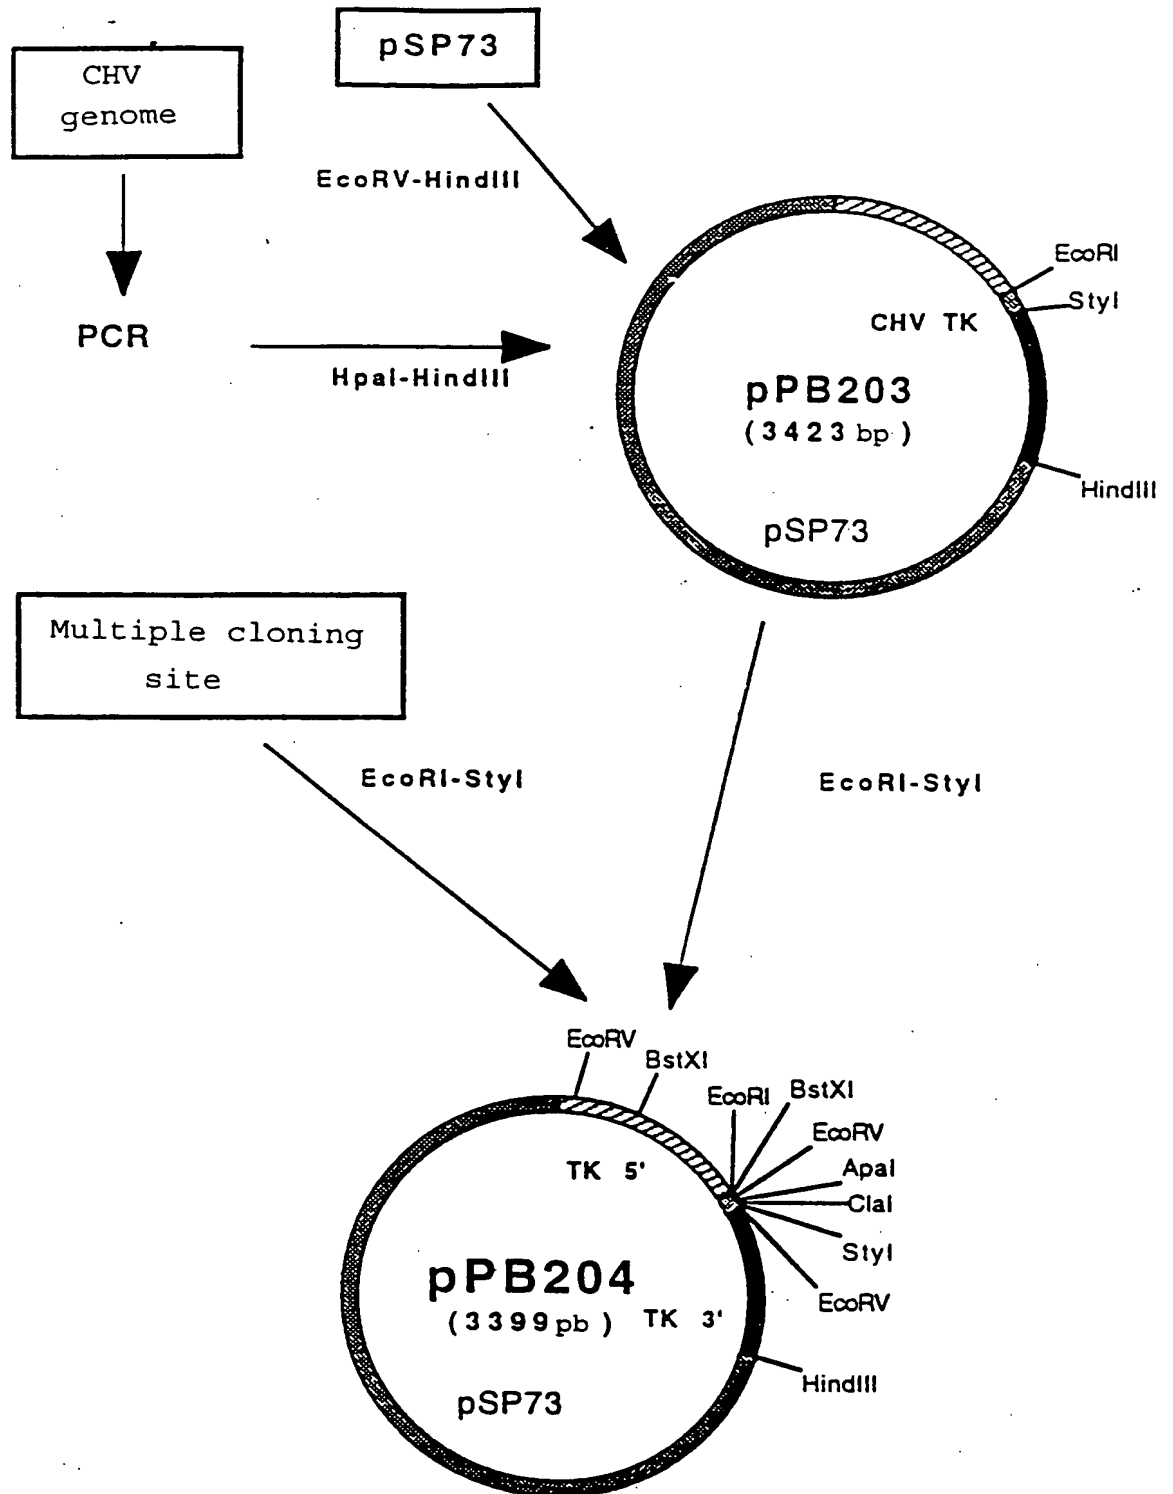 pSP73
CHV
genome
EcoRV-HindIII
PCR
HpaI-HindIII
EcoRI
StyI
CHV TK
pPB203
(3423 bp)
HindIII
pSP73
Multiple cloning
site
EcoRI-StyI
EcoRI-StyI
EcoRV
BstXI
EcoRI
BstXI
EcoRV
ApaI
ClaI
StyI
EcoRV
TK 5'
pPB204
(3399 pb)
TK 3'
HindIII
pSP73